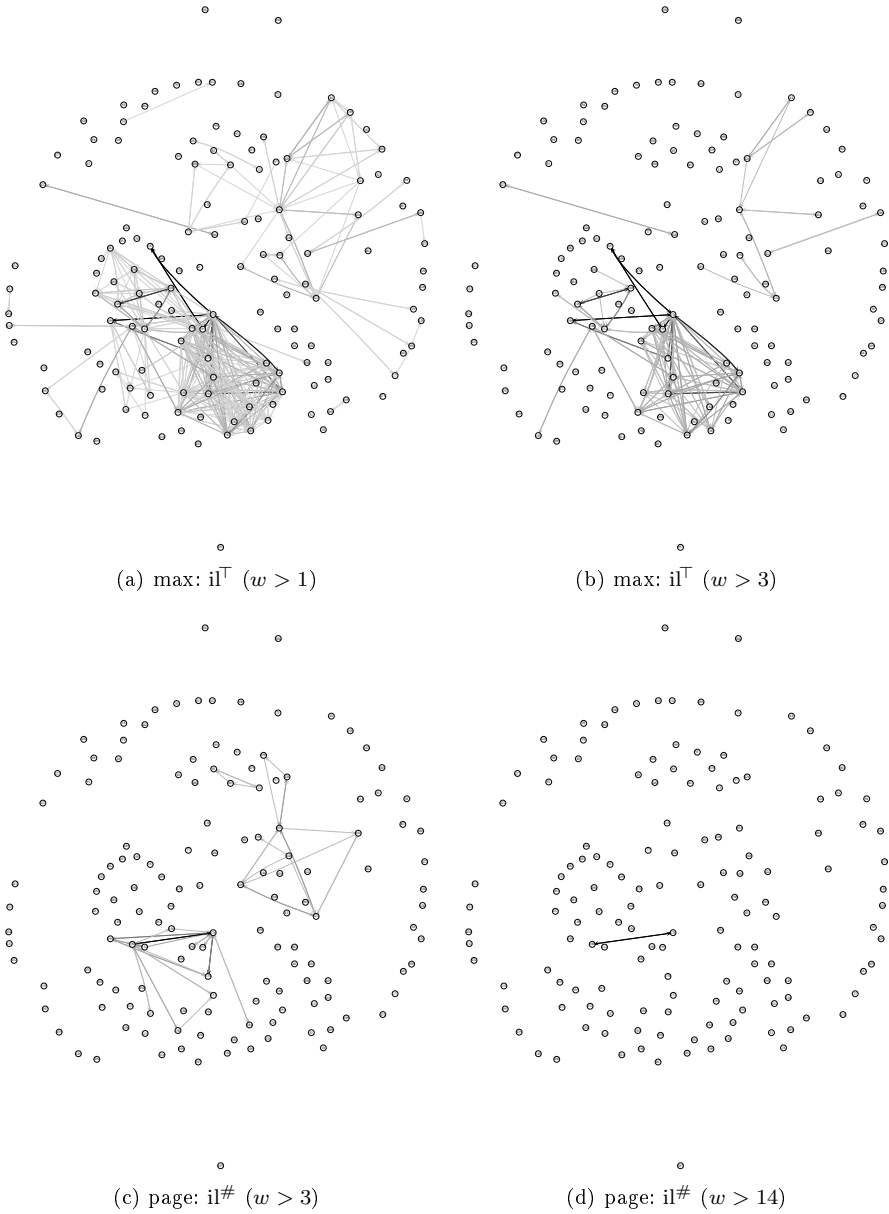 (a) max: il⊤ (w > 1)
(b) max: il⊤ (w > 3)
(c) page: il# (w > 3)
(d) page: il# (w > 14)